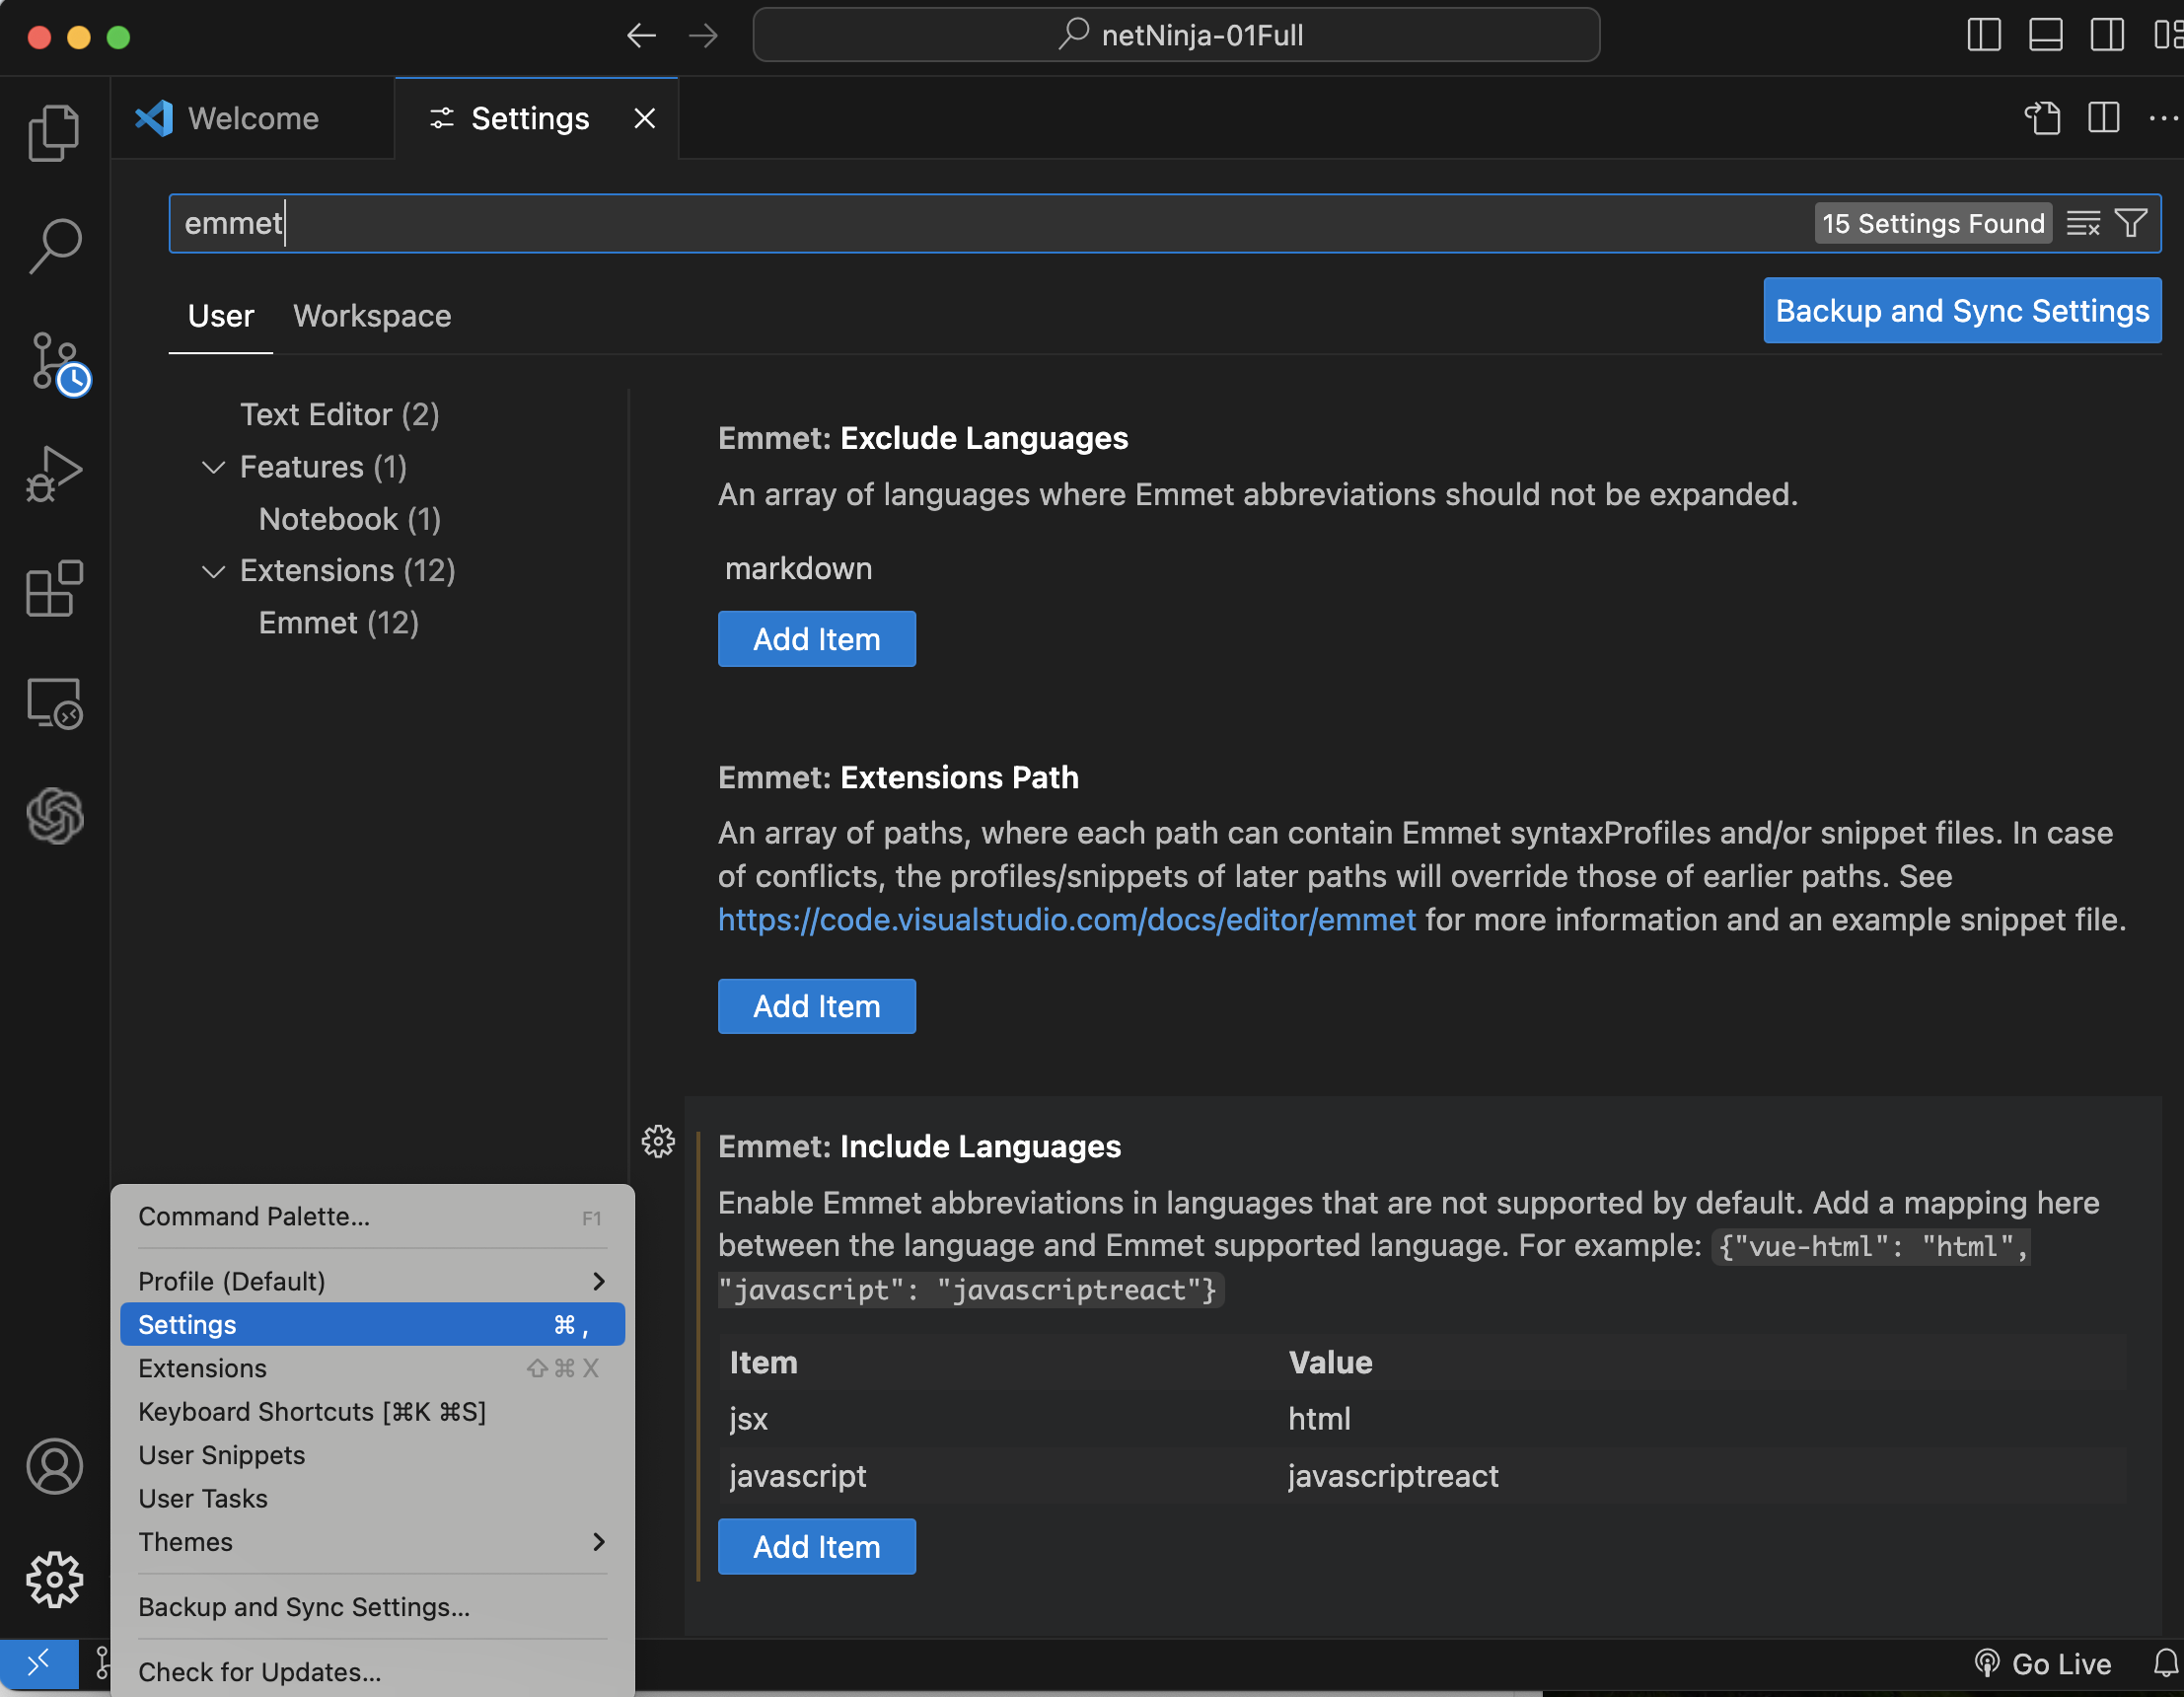 netNinja-01Full
Welcome
Settings
emmet
15 Settings Found
User
Workspace
Backup and Sync Settings
Text Editor (2)
Features (1)
Notebook (1)
Extensions (12)
Emmet (12)
Emmet: Exclude Languages
An array of languages where Emmet abbreviations should not be expanded.
markdown
Add Item
Emmet: Extensions Path
An array of paths, where each path can contain Emmet syntaxProfiles and/or snippet files. In case
of conflicts, the profiles/snippets of later paths will override those of earlier paths. See
https://code.visualstudio.com/docs/editor/emmet for more information and an example snippet file.
Add Item
Emmet: Include Languages
Enable Emmet abbreviations in languages that are not supported by default. Add a mapping here
between the language and Emmet supported language. For example: {"vue-html": "html",
"javascript": "javascriptreact"}
Item Value
jsx html
javascript javascriptreact
Add Item
Command Palette... F1
Profile (Default)
Settings ⌘ ,
Extensions ⇧ ⌘ X
Keyboard Shortcuts [⌘K ⌘S]
User Snippets
User Tasks
Themes
Backup and Sync Settings...
Check for Updates...
Go Live